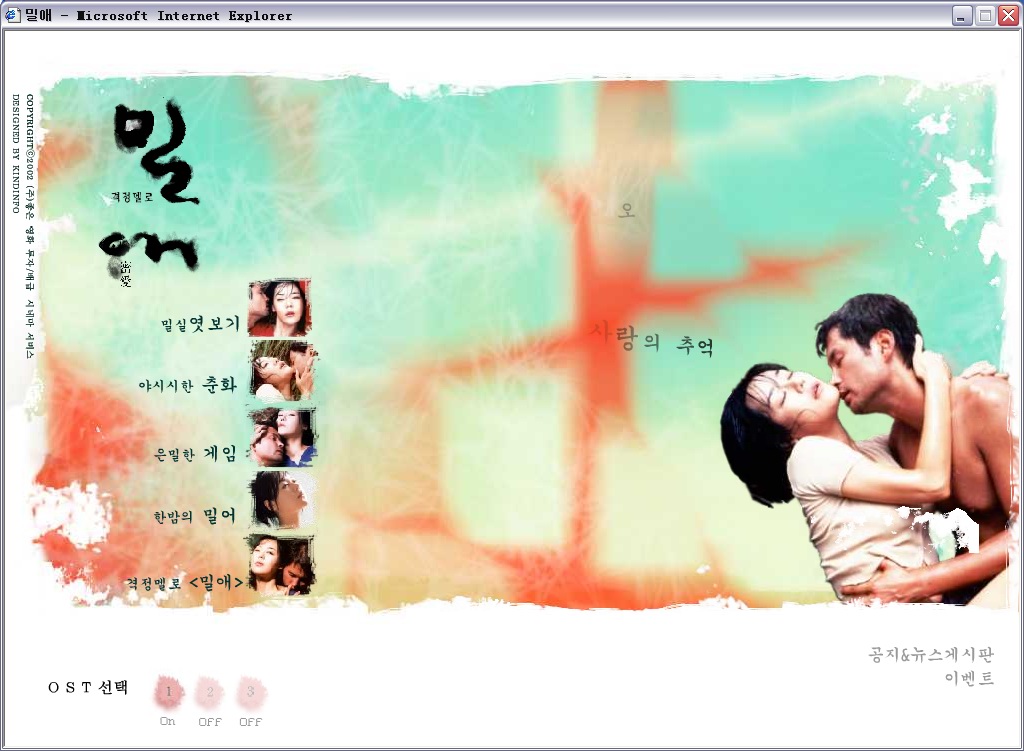 밀애 - Microsoft Internet Explorer
COPYRIGHTⓒ2002 (주)좋은 영화 투자/배급 시네마 서비스
DESIGNED BY KINDINFO
밀
격정멜로
애
密愛
오
사랑의 추억
밀실엿보기
야시시한 춘화
은밀한 게임
한밤의 밀어
격정멜로 <밀애>
공지&뉴스게시판
이벤트
OST선택
1 2 3
On Off Off